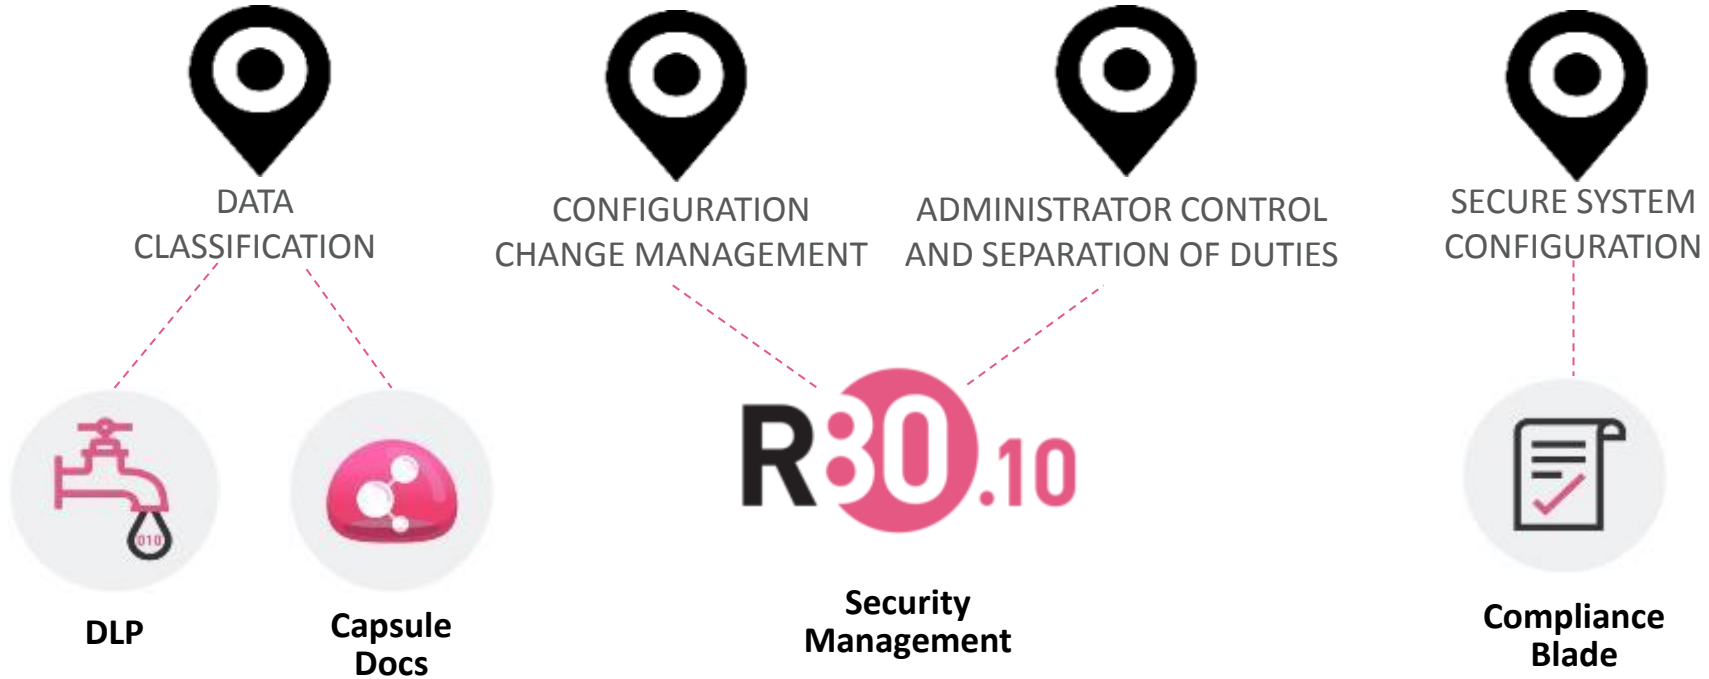 DATA
CLASSIFICATION
CONFIGURATION
CHANGE MANAGEMENT
ADMINISTRATOR CONTROL
AND SEPARATION OF DUTIES
SECURE SYSTEM
CONFIGURATION
010
R80.10
DLP
Capsule
Docs
Security
Management
Compliance
Blade